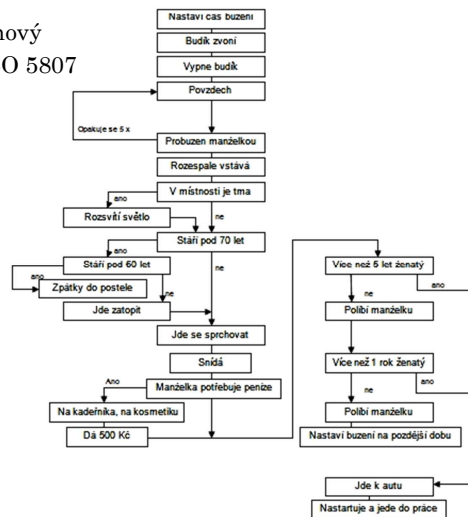 nový
O 5807
Nastaví cas buzení
Budík zvoní
Vypne budík
Povzdech
Opakuje se 5 x
Probuzen manželkou
Rozespale vstává
V místnosti je tma
ano
ne
Rozsvítí světlo
Stáří pod 70 let
ano
ne
Stáří pod 60 let
ano
ne
Zpátky do postele
Jde zatopit
Jde se sprchovat
Snídá
Manželka potřebuje peníze
Ano
Na kadeřníka, na kosmetiku
Dá 500 Kč
Více než 5 let ženatý
ne
ano
Políbí manželku
Více než 1 rok ženatý
ne
ano
Políbí manželku
Nastaví buzení na pozdější dobu
Jde k autu
Nastartuje a jede do práce